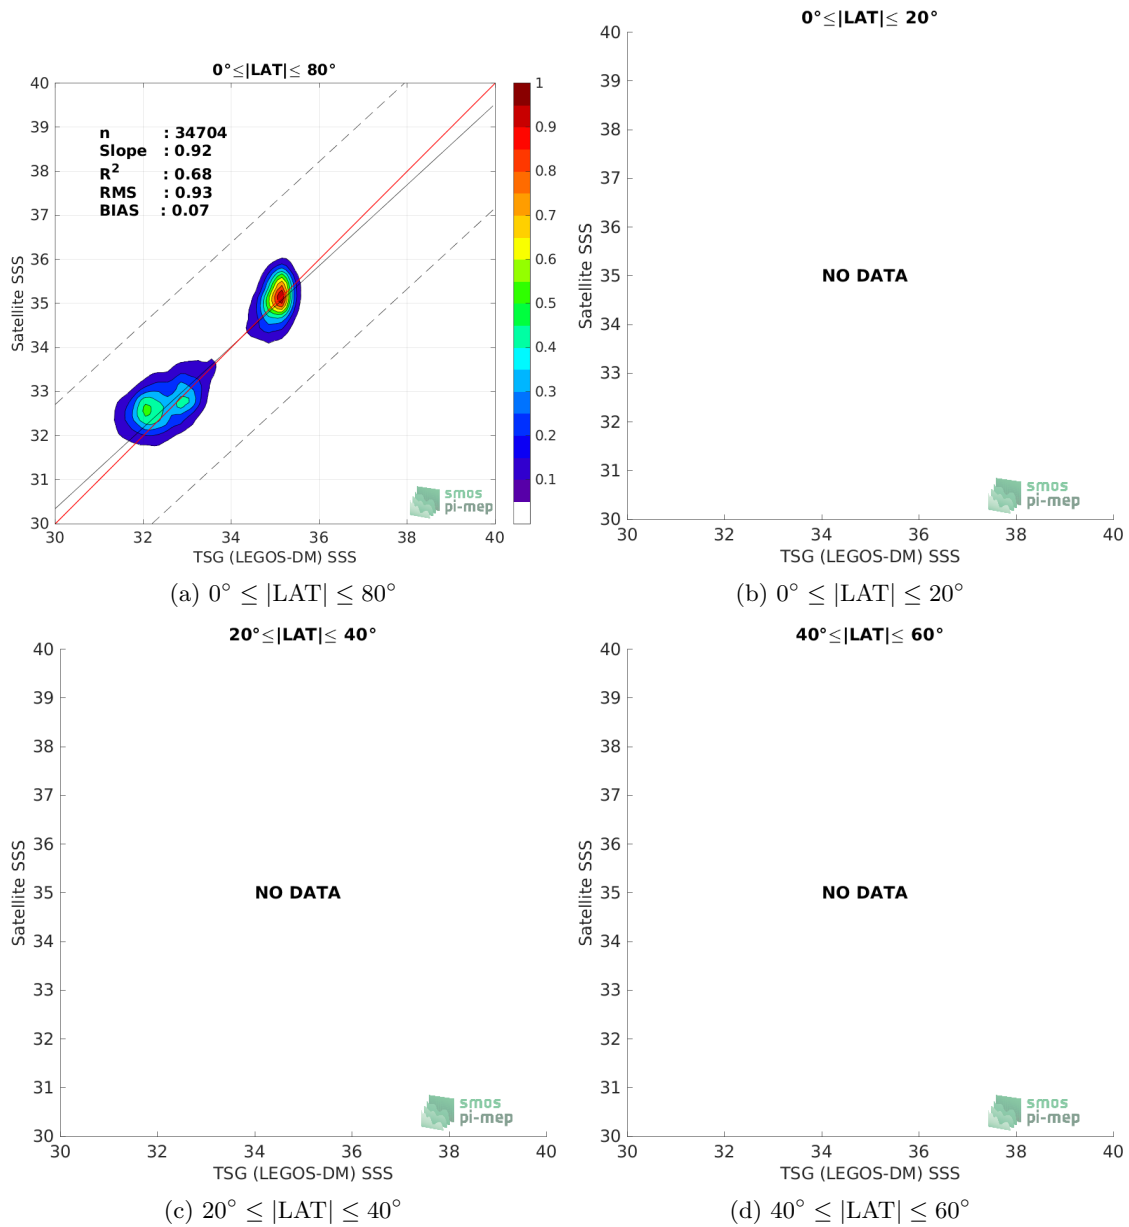 0°≤|LAT|≤ 80°
40
39
38
37
36
35
34
33
32
31
30
Satellite SSS
n : 34704
Slope : 0.92
R² : 0.68
RMS : 0.93
BIAS : 0.07
1
0.9
0.8
0.7
0.6
0.5
0.4
0.3
0.2
0.1
smos
pi-mep
30 32 34 36 38 40
TSG (LEGOS-DM) SSS
(a) 0° ≤ |LAT| ≤ 80°
0°≤|LAT|≤ 20°
40
39
38
37
36
35
34
33
32
31
30
Satellite SSS
NO DATA
smos
pi-mep
30 32 34 36 38 40
TSG (LEGOS-DM) SSS
(b) 0° ≤ |LAT| ≤ 20°
20°≤|LAT|≤ 40°
40
39
38
37
36
35
34
33
32
31
30
Satellite SSS
NO DATA
smos
pi-mep
30 32 34 36 38 40
TSG (LEGOS-DM) SSS
(c) 20° ≤ |LAT| ≤ 40°
40°≤|LAT|≤ 60°
40
39
38
37
36
35
34
33
32
31
30
Satellite SSS
NO DATA
smos
pi-mep
30 32 34 36 38 40
TSG (LEGOS-DM) SSS
(d) 40° ≤ |LAT| ≤ 60°